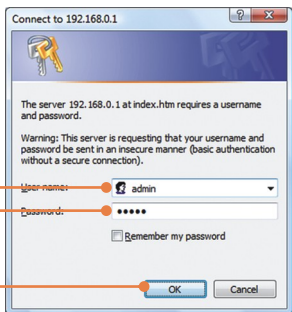 Connect to 192.168.0.1
The server 192.168.0.1 at index.htm requires a username
and password.
Warning: This server is requesting that your username and
password be sent in an insecure manner (basic authentication
without a secure connection).
User name:
admin
Password:
•••••
Remember my password
OK
Cancel